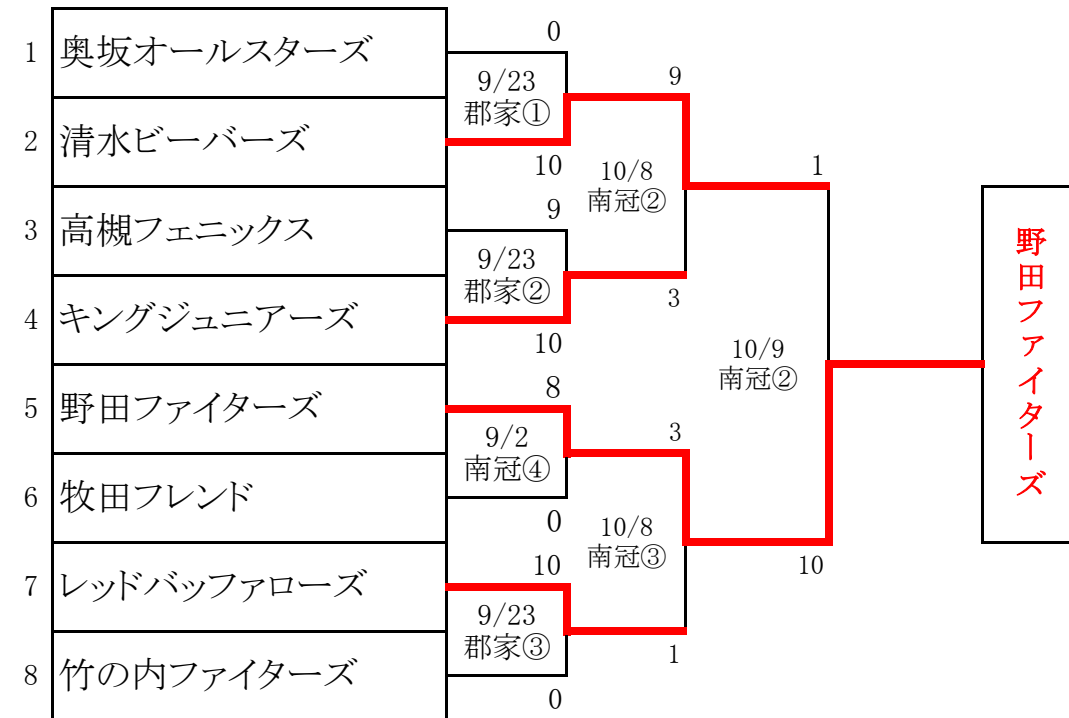 1 奥坂オールスターズ
2 清水ビーバーズ
3 高槻フェニックス
4 キングジュニアーズ
5 野田ファイターズ
6 牧田フレンド
7 レッドバッファローズ
8 竹の内ファイターズ
0
9/23
郡家①
10
9
9/23
郡家②
10
8
9/2
南冠④
0
10
9/23
郡家③
0
9
10/8
南冠②
3
3
10/8
南冠③
1
1
10/9
南冠②
10
野田ファイターズ